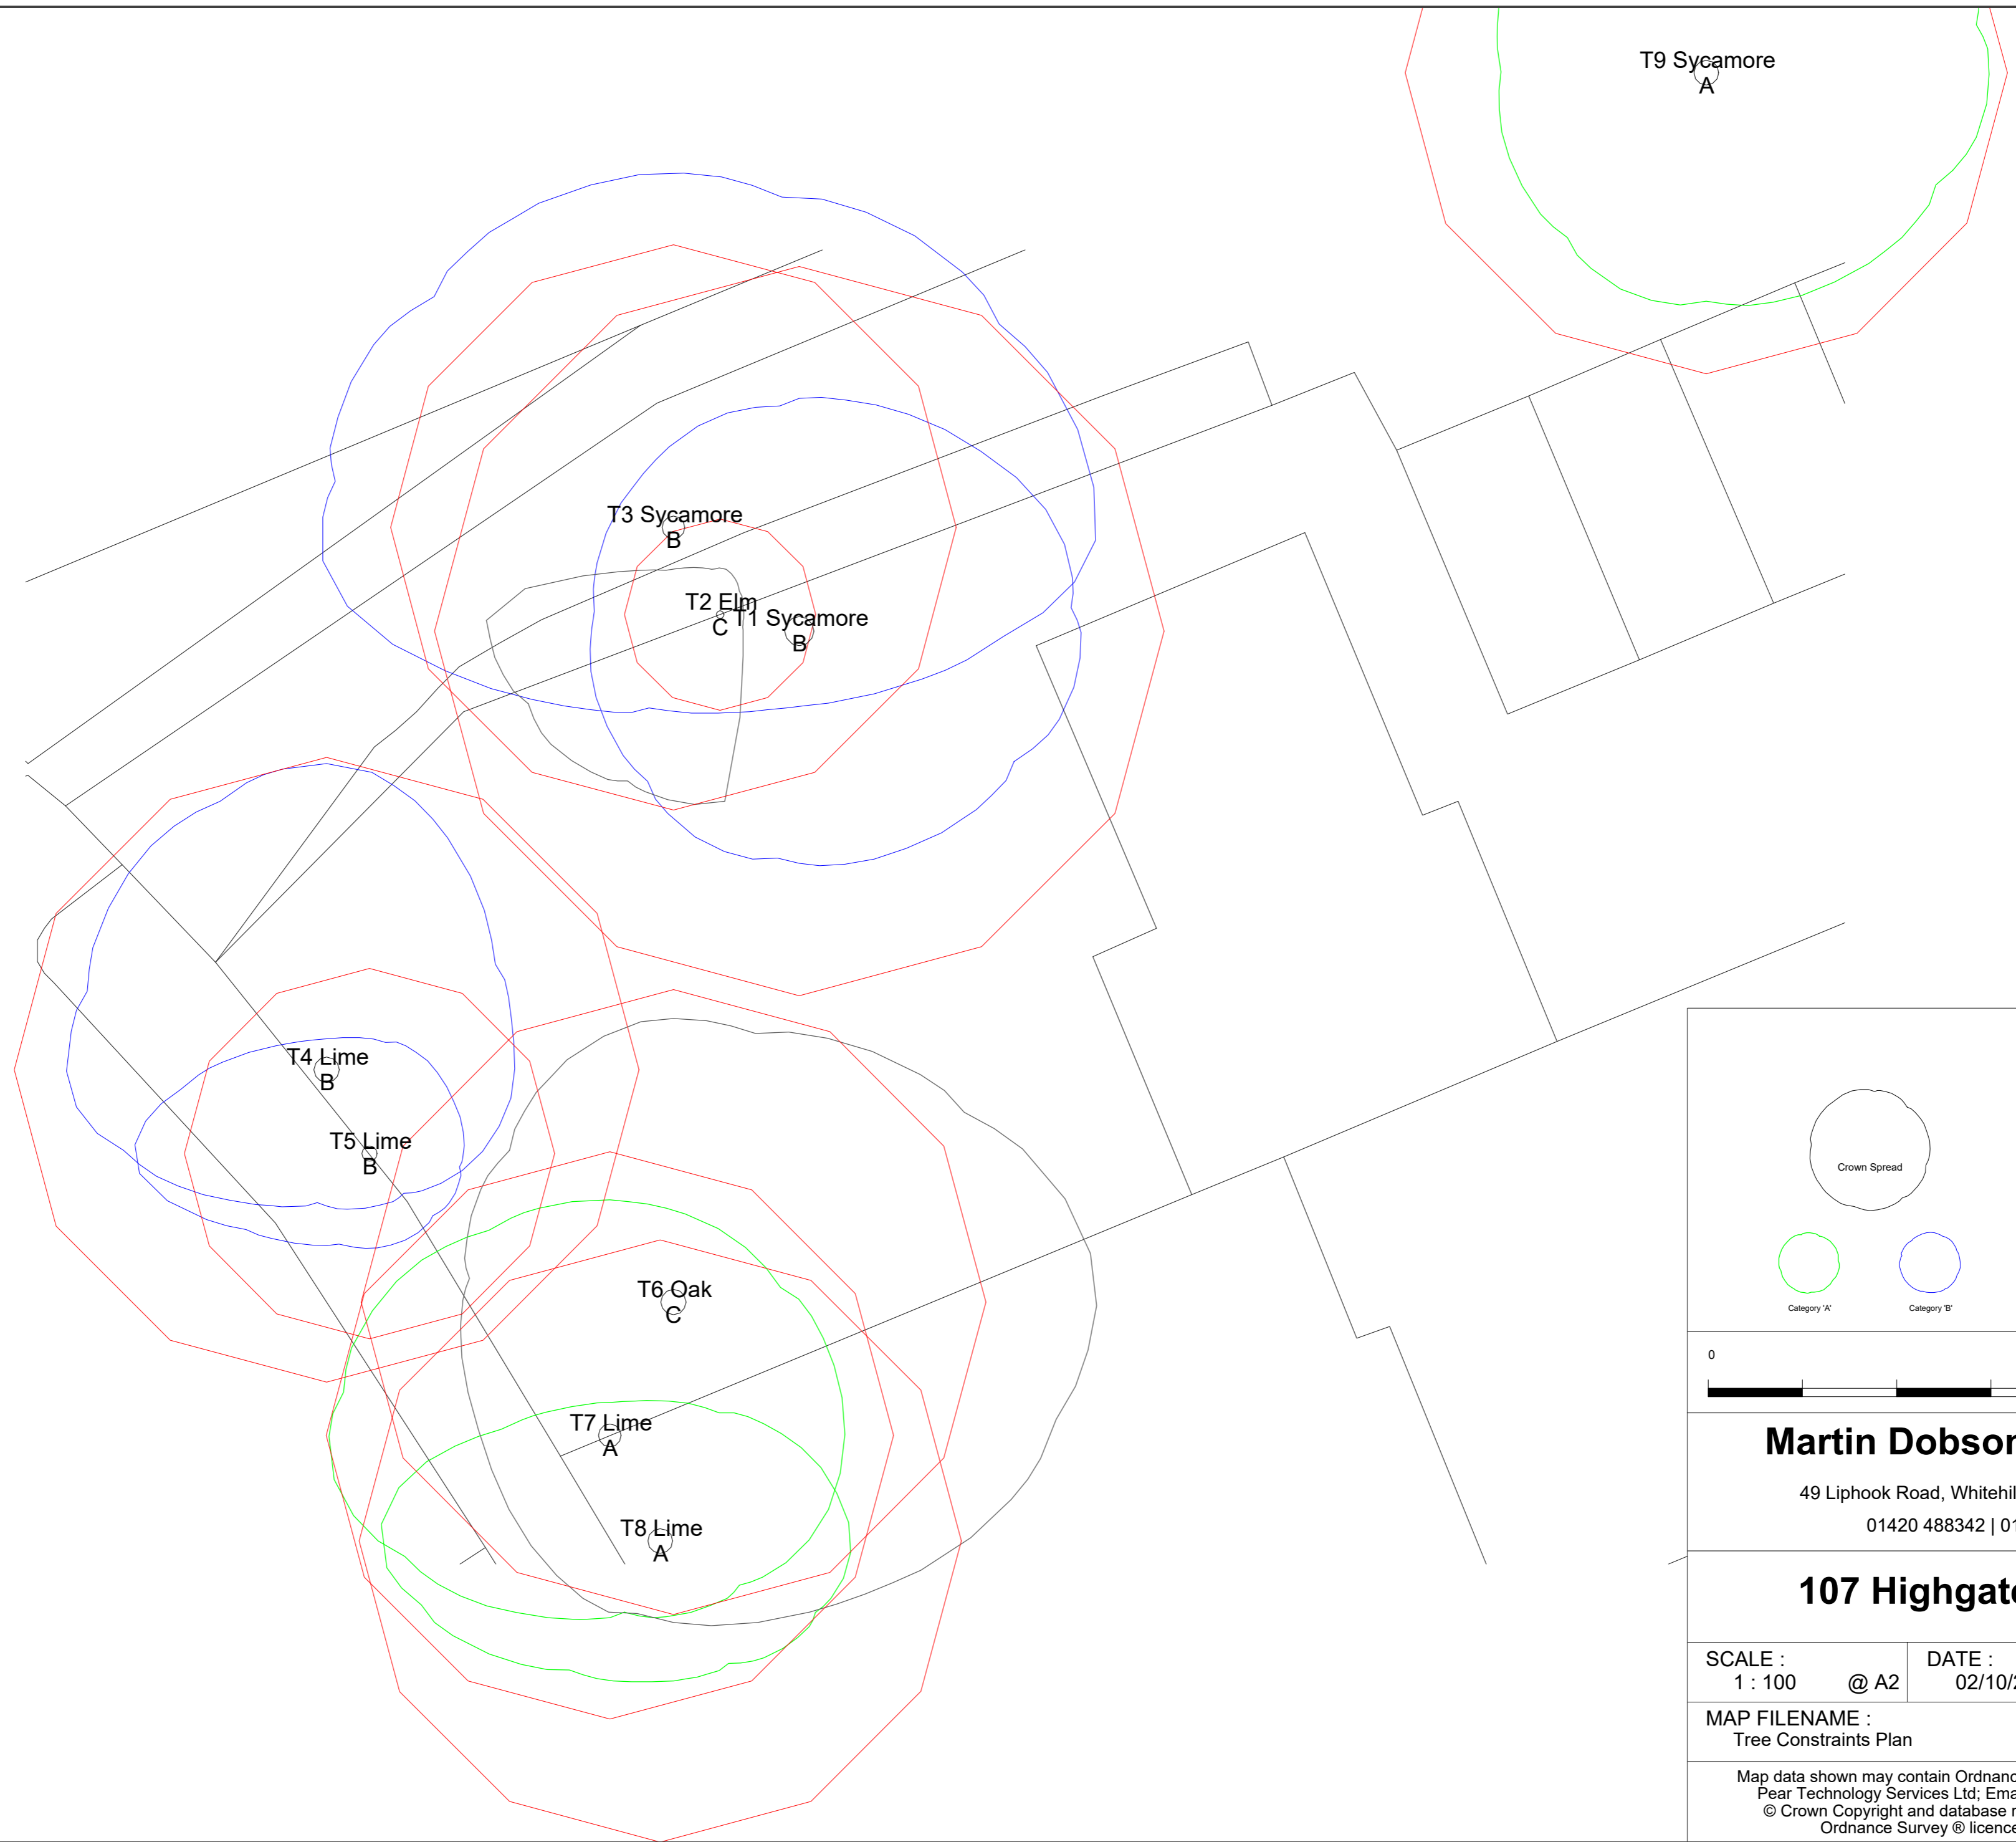 T9 Sycamore
A
T3 Sycamore
B
T2 Elm
C
T1 Sycamore
B
T4 Lime
B
T5 Lime
B
T6 Oak
C
T7 Lime
A
T8 Lime
A
Crown Spread
Category 'A'
Category 'B'
0
Martin Dobson
49 Liphook Road, Whitehil
01420 488342 | 01
107 Highgate
SCALE :
1 : 100 @ A2
DATE :
02/10/2
MAP FILENAME :
Tree Constraints Plan
Map data shown may contain Ordnanc
Pear Technology Services Ltd; Ema
© Crown Copyright and database r
Ordnance Survey ® licence